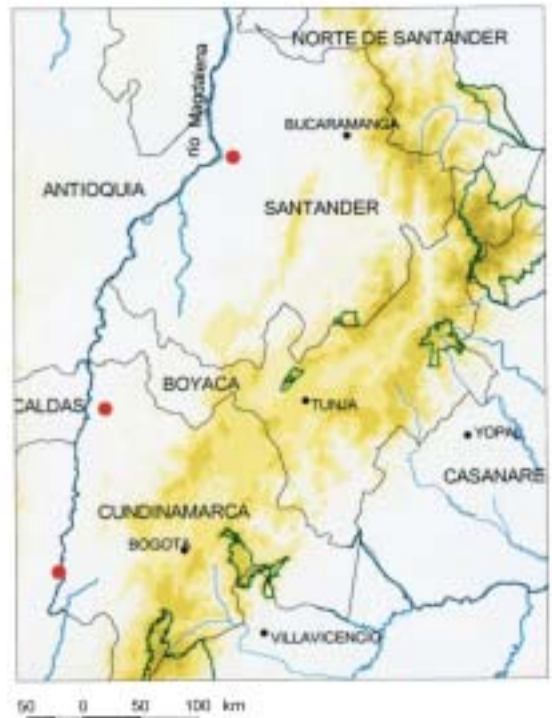 NORTE DE SANTANDER
río Magdalena
BUCARAMANGA
ANTIOQUIA
SANTANDER
BOYACA
CALDAS
TUNJA
YOPAL
CASANARE
CUNDINAMARCA
BOGOTA
VILLAVICENCIO
50 0 50 100 km